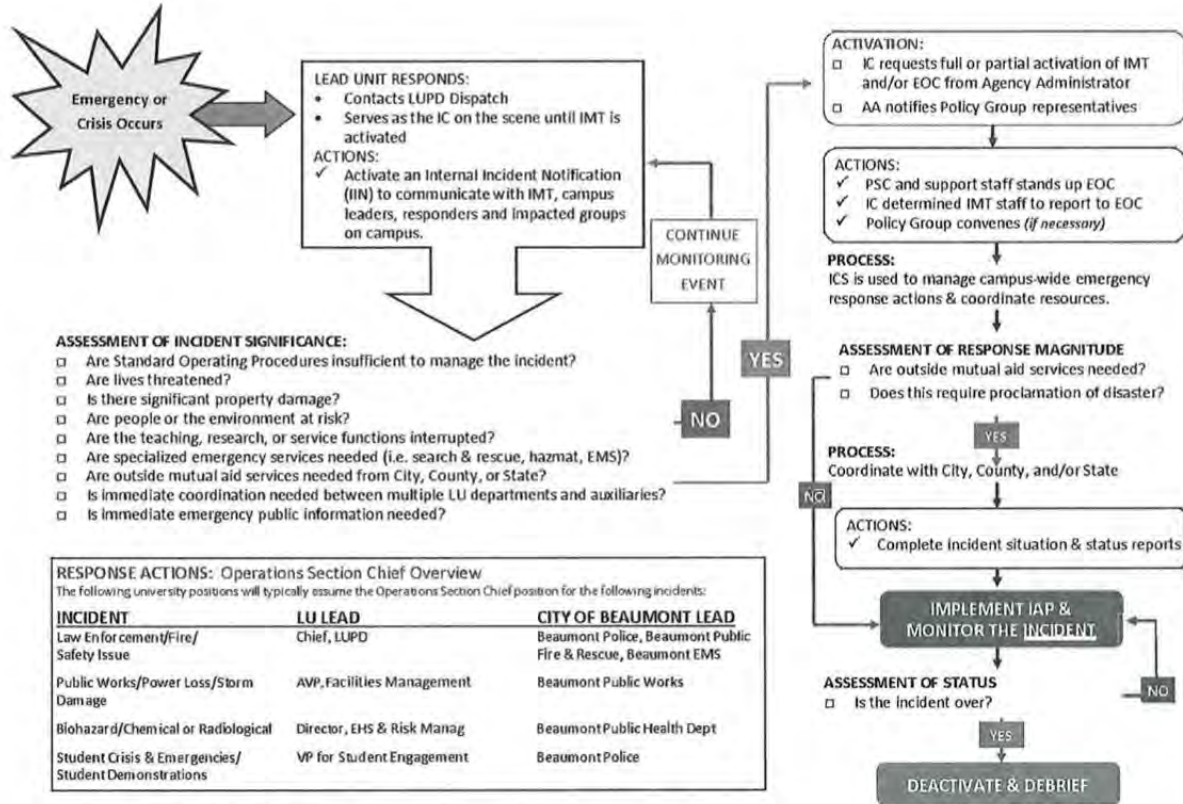 Emergency or
Crisis Occurs
LEAD UNIT RESPONDS:
• Contacts LUPD Dispatch
• Serves as the IC on the scene until IMT is
activated
ACTIONS:
✓ Activate an Internal Incident Notification
(IIN) to communicate with IMT, campus
leaders, responders and impacted groups
on campus.
CONTINUE
MONITORING
EVENT
NO
YES
ASSESSMENT OF INCIDENT SIGNIFICANCE:
□ Are Standard Operating Procedures insufficient to manage the incident?
□ Are lives threatened?
□ Is there significant property damage?
□ Are people or the environment at risk?
□ Are the teaching, research, or service functions interrupted?
□ Are specialized emergency services needed (i.e. search & rescue, hazmat, EMS)?
□ Are outside mutual aid services needed from City, County, or State?
□ Is immediate coordination needed between multiple LU departments and auxiliaries?
□ Is immediate emergency public information needed?
RESPONSE ACTIONS: Operations Section Chief Overview
The following university positions will typically assume the Operations Section Chief position for the following incidents:
INCIDENT LU LEAD CITY OF BEAUMONT LEAD
Law Enforcement/Fire/ Chief, LUPD Beaumont Police, Beaumont Public
Safety Issue Fire & Rescue, Beaumont EMS
Public Works/Power Loss/Storm AVP, Facilities Management Beaumont Public Works
Damage
Biohazard/Chemical or Radiological Director, EHS & Risk Manag Beaumont Public Health Dept
Student Crisis & Emergencies/ VP for Student Engagement Beaumont Police
Student Demonstrations
ACTIVATION:
□ IC requests full or partial activation of IMT
and/or EOC from Agency Administrator
□ AA notifies Policy Group representatives
ACTIONS:
✓ PSC and support staff stands up EOC
✓ IC determined IMT staff to report to EOC
✓ Policy Group convenes (if necessary)
PROCESS:
ICS is used to manage campus-wide emergency
response actions & coordinate resources.
ASSESSMENT OF RESPONSE MAGNITUDE
□ Are outside mutual aid services needed?
□ Does this require proclamation of disaster?
YES
PROCESS:
Coordinate with City, County, and/or State
NO
ACTIONS:
✓ Complete incident situation & status reports
IMPLEMENT IAP &
MONITOR THE INCIDENT
ASSESSMENT OF STATUS
□ Is the incident over?
NO
YES
DEACTIVATE & DEBRIEF